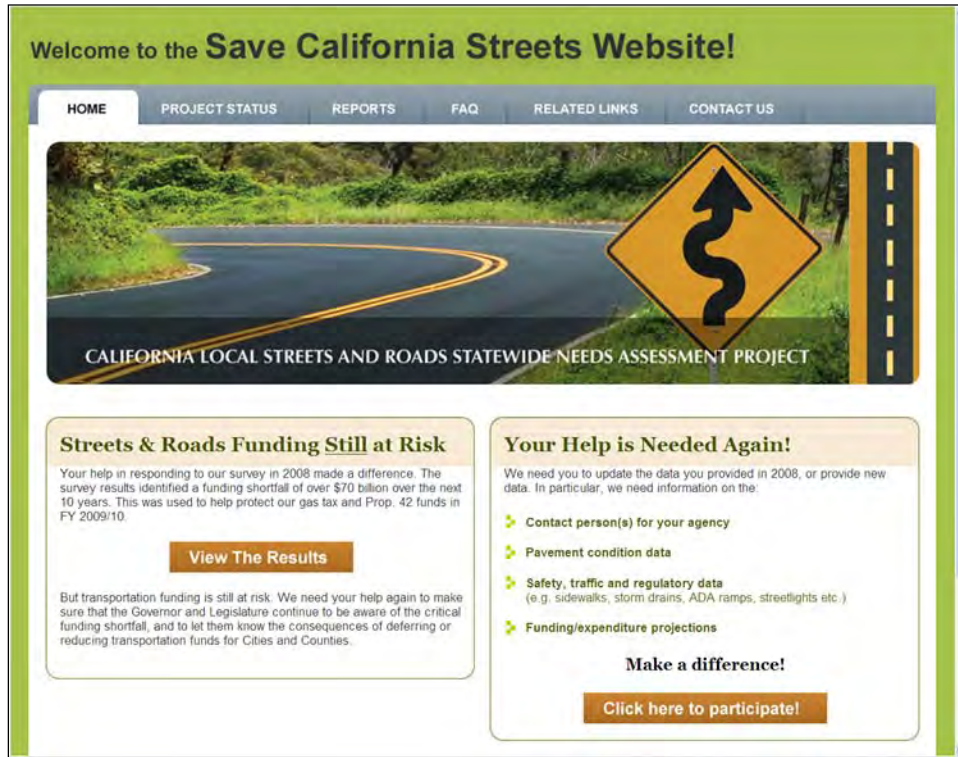 Welcome to the Save California Streets Website!
HOME PROJECT STATUS REPORTS FAQ RELATED LINKS CONTACT US
CALIFORNIA LOCAL STREETS AND ROADS STATEWIDE NEEDS ASSESSMENT PROJECT
Streets & Roads Funding Still at Risk
Your help in responding to our survey in 2008 made a difference. The
survey results identified a funding shortfall of over $70 billion over the next
10 years. This was used to help protect our gas tax and Prop. 42 funds in
FY 2009/10.
View The Results
But transportation funding is still at risk. We need your help again to make
sure that the Governor and Legislature continue to be aware of the critical
funding shortfall, and to let them know the consequences of deferring or
reducing transportation funds for Cities and Counties.
Your Help is Needed Again!
We need you to update the data you provided in 2008, or provide new
data. In particular, we need information on the:
Contact person(s) for your agency
Pavement condition data
Safety, traffic and regulatory data
(e.g. sidewalks, storm drains, ADA ramps, streetlights etc.)
Funding/expenditure projections
Make a difference!
Click here to participate!